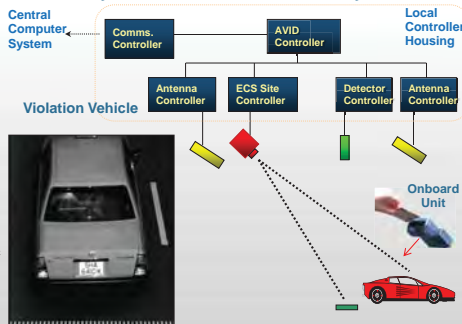 Central
Computer
System
Comms.
Controller
AVID
Controller
Local
Controller
Housing
Antenna
Controller
ECS Site
Controller
Detector
Controller
Antenna
Controller
Violation Vehicle
Onboard
Unit